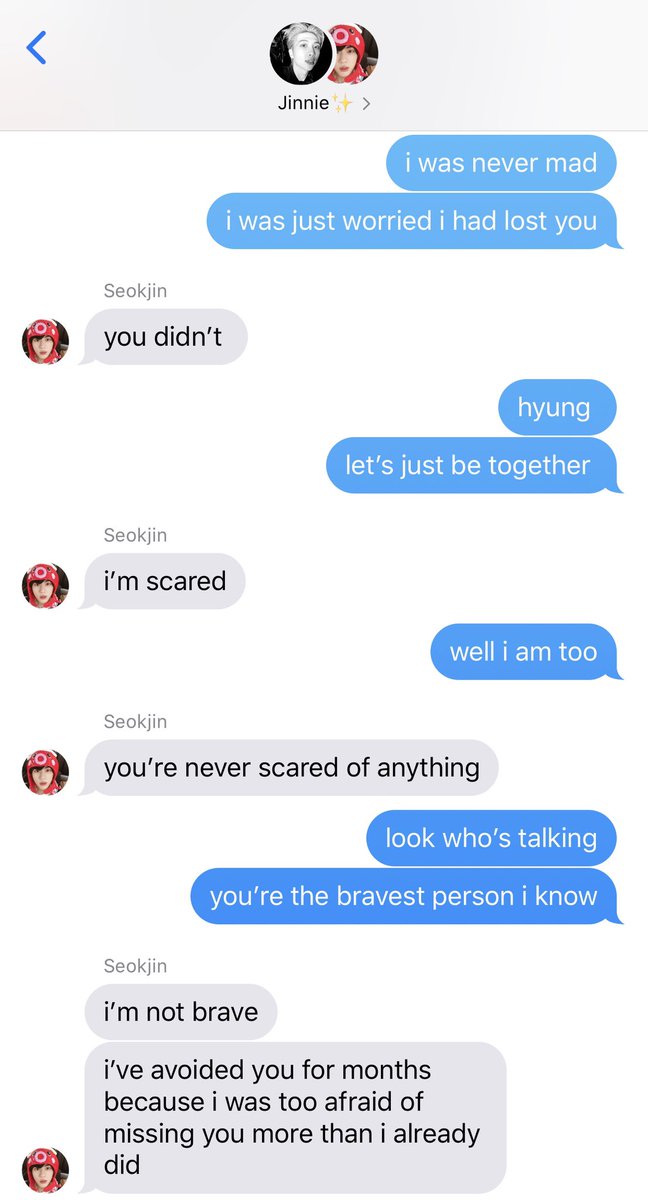 Jinnie✨
i was never mad
i was just worried i had lost you
Seokjin
you didn’t
hyung
let’s just be together
Seokjin
i’m scared
well i am too
Seokjin
you’re never scared of anything
look who’s talking
you’re the bravest person i know
Seokjin
i’m not brave
i’ve avoided you for months
because i was too afraid of
missing you more than i already
did